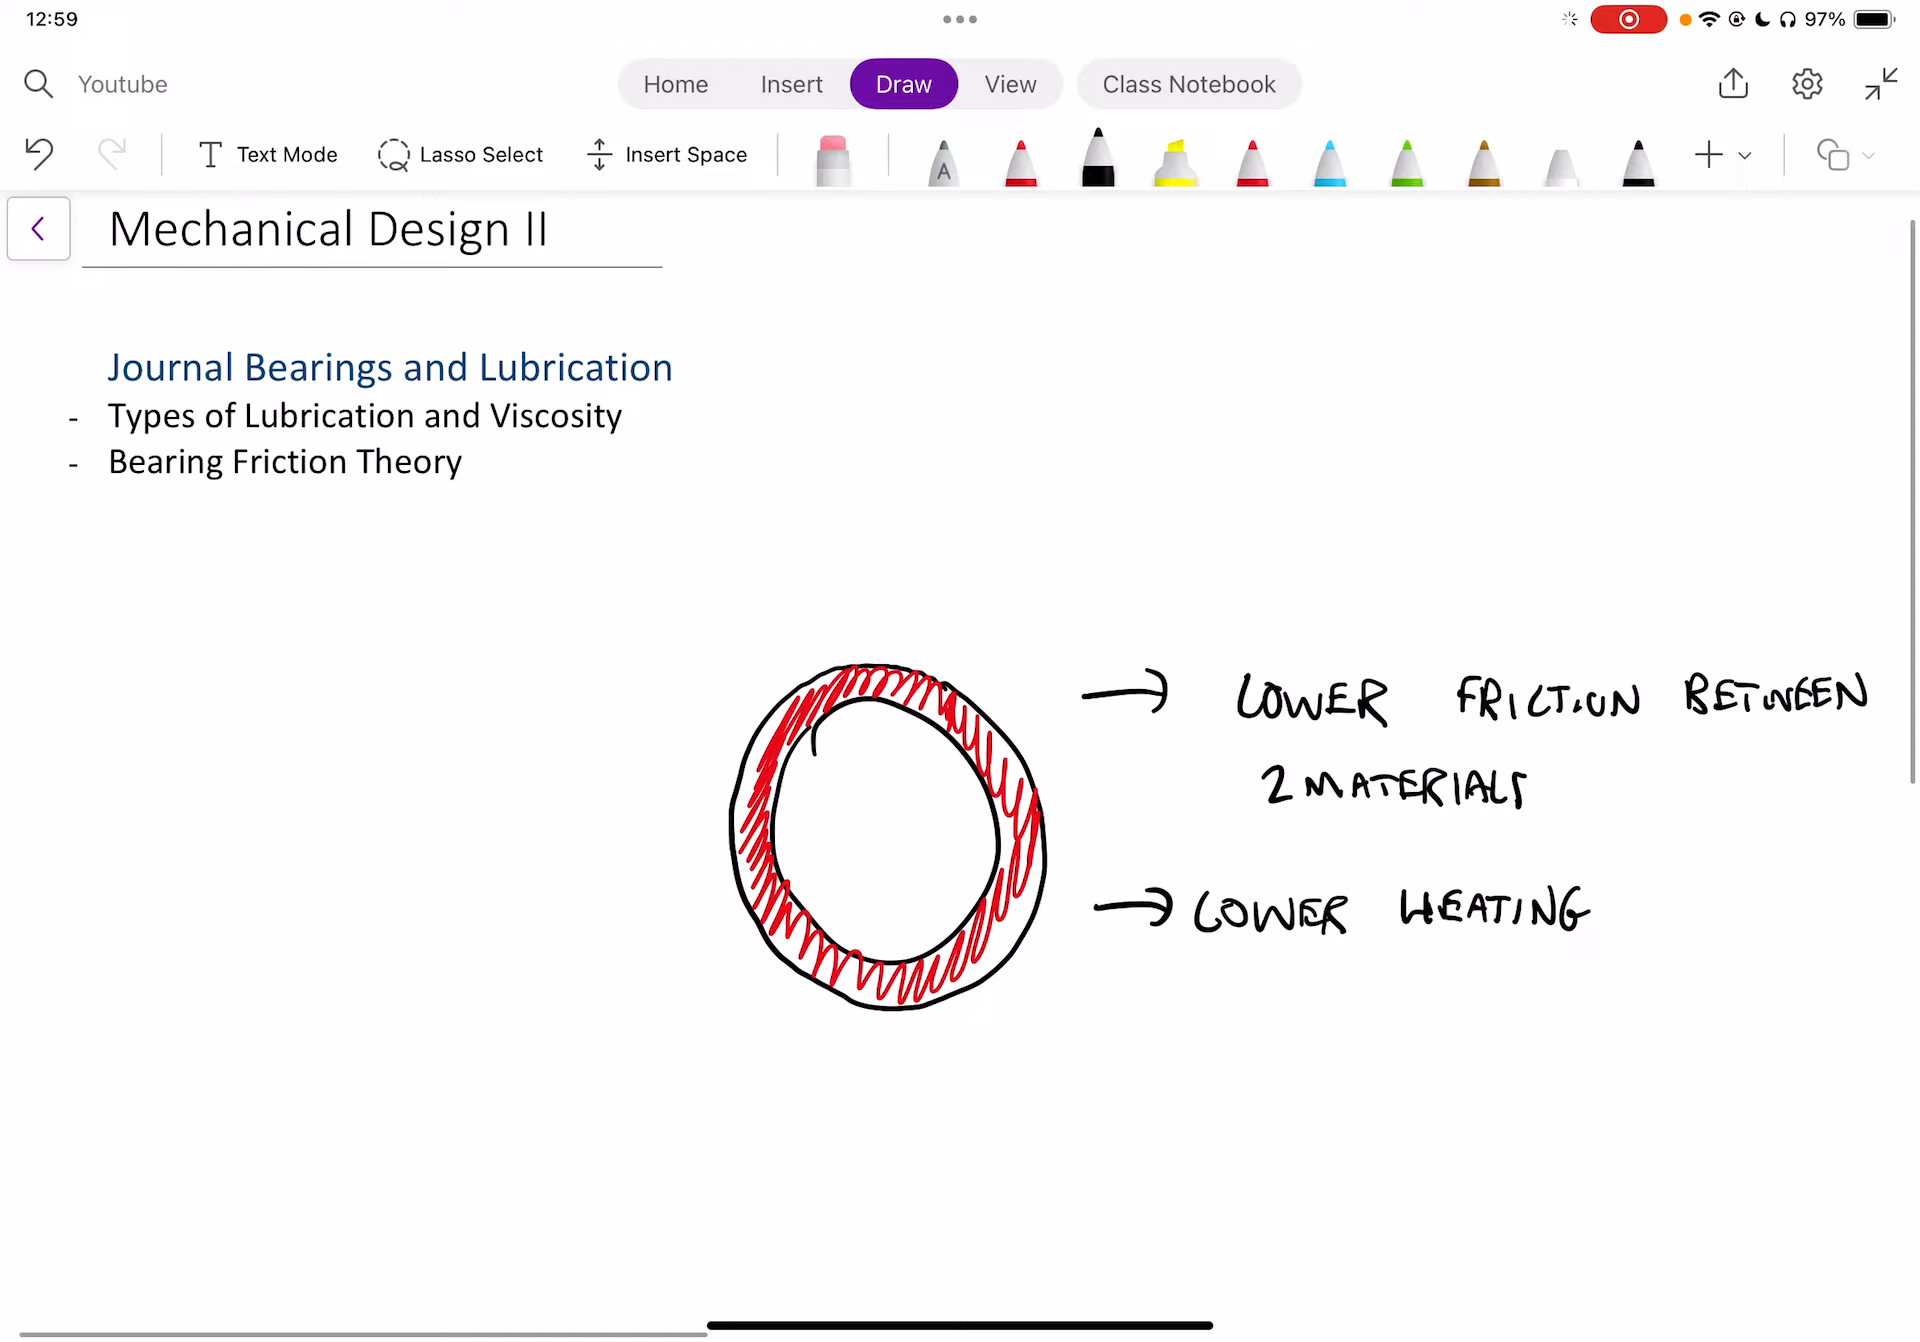 12:59
97%
Youtube
Home Insert Draw View Class Notebook
Text Mode Lasso Select Insert Space
A
Mechanical Design II
Journal Bearings and Lubrication
- Types of Lubrication and Viscosity
- Bearing Friction Theory
LOWER FRICTION BETWEEN
2 MATERIALS
LOWER HEATING